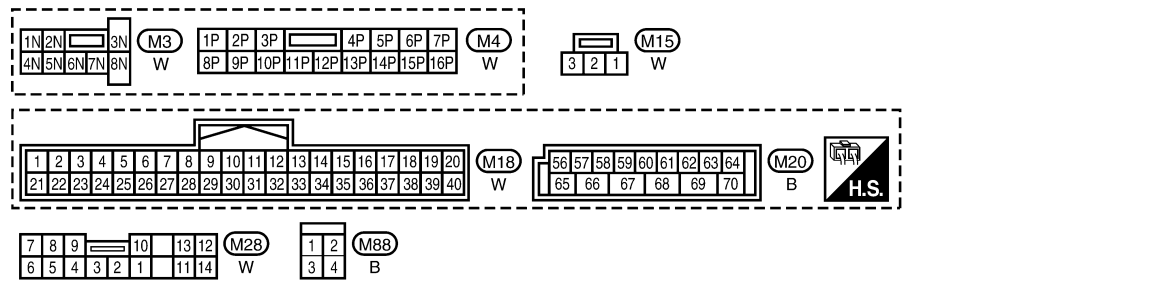 1N 2N 3N M3 1P 2P 3P 4P 5P 6P 7P M4 M15
4N 5N 6N 7N 8N W 8P 9P 10P 11P 12P 13P 14P 15P 16P W 3 2 1 W
1 2 3 4 5 6 7 8 9 10 11 12 13 14 15 16 17 18 19 20 M18 56 57 58 59 60 61 62 63 64 M20
21 22 23 24 25 26 27 28 29 30 31 32 33 34 35 36 37 38 39 40 W 65 66 67 68 69 70 B H.S.
7 8 9 10 13 12 M28 1 2 M88
6 5 4 3 2 1 11 14 W 3 4 B